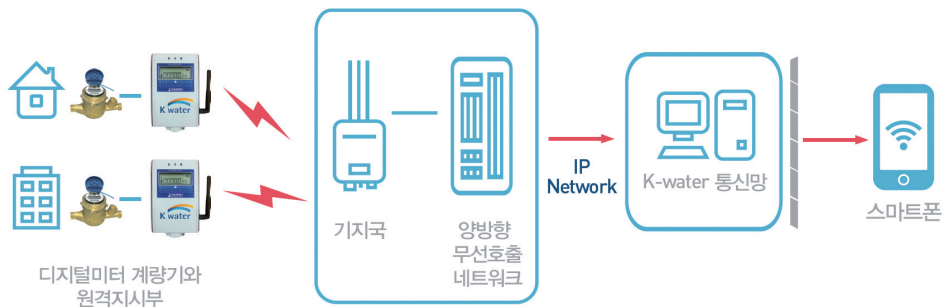 K water
K water
디지털미터 계량기와
원격지시부
기지국
양방향
무선호출
네트워크
IP
Network
K-water 통신망
스마트폰